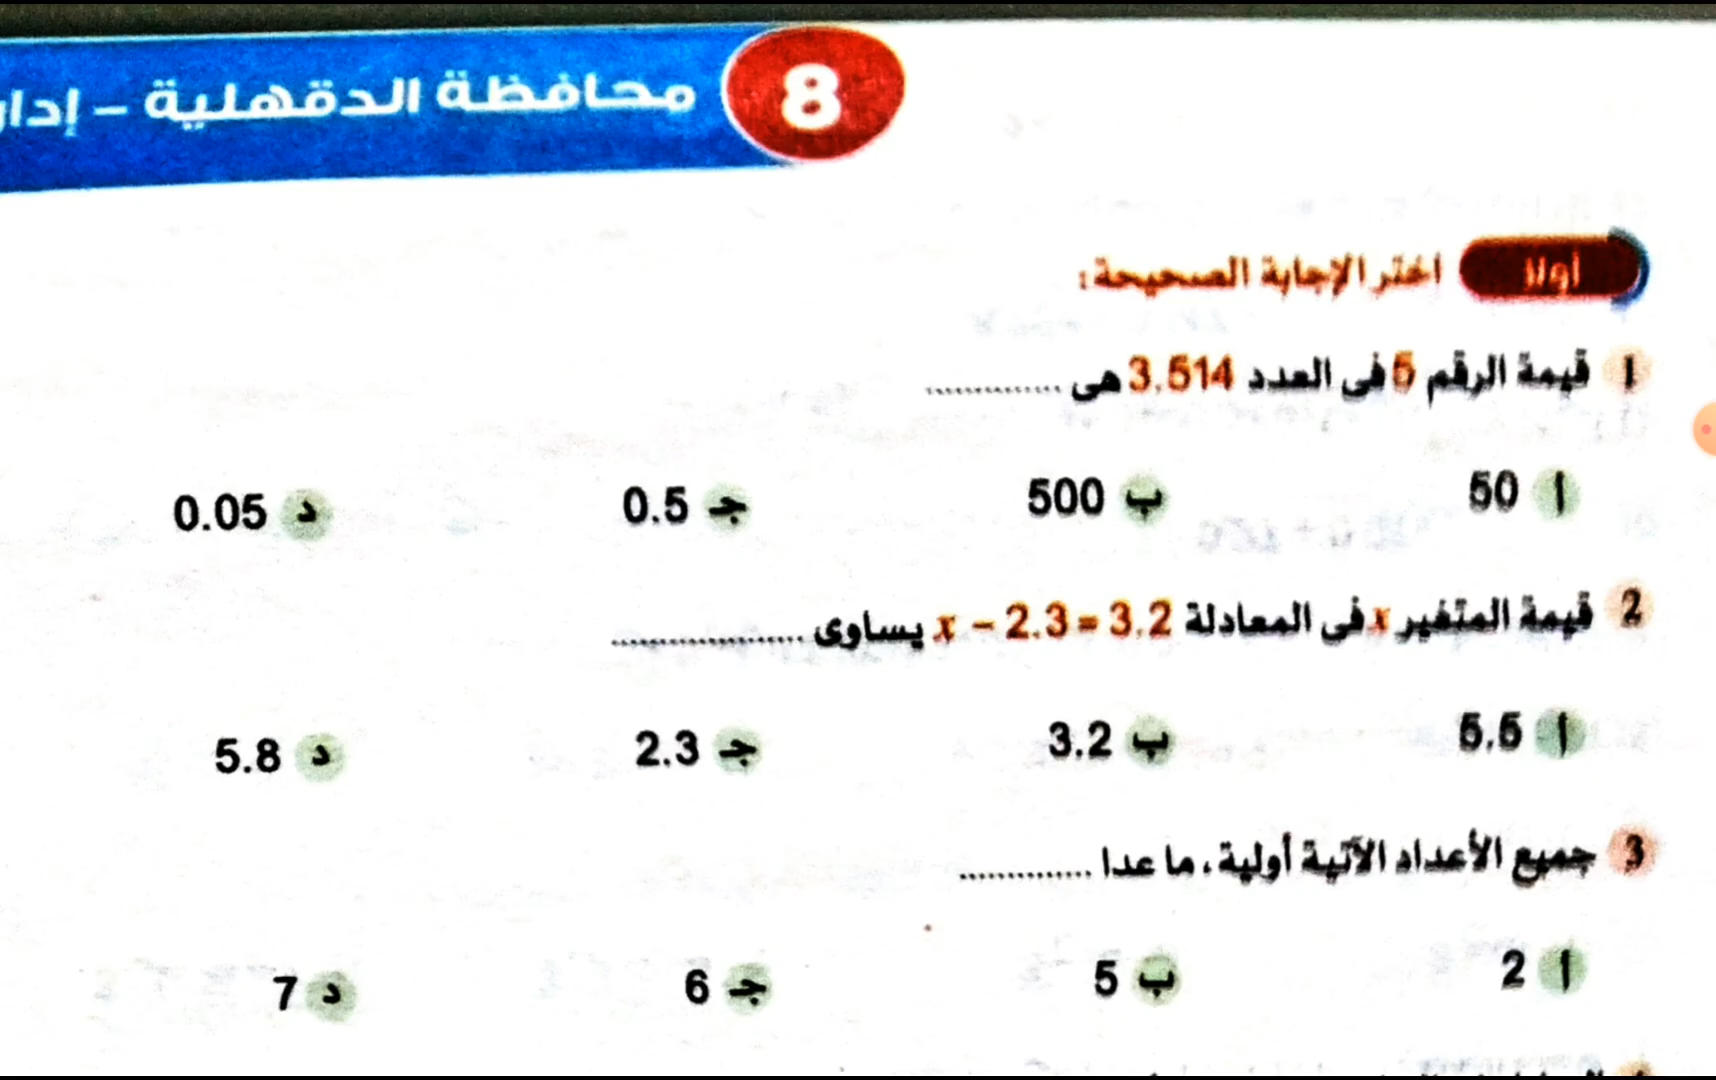 8 محافظة الدقهلية – إدار
أولا اختر الإجابة الصحيحة :
1 قيمة الرقم 5 فى العدد 3.514 هى ..............
أ 50 ب 500 جـ 0.5 د 0.05
2 قيمة المتغير x فى المعادلة x – 2.3 = 3.2 يساوى ...................
أ 5.5 ب 3.2 جـ 2.3 د 5.8
3 جميع الأعداد الآتية أولية ، ما عدا ..............
أ 2 ب 5 جـ 6 د 7